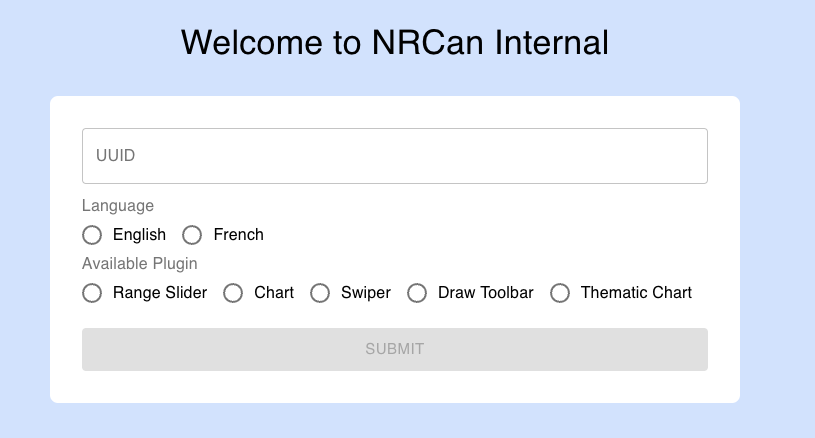 Welcome to NRCan Internal
UUID
Language
English French
Available Plugin
Range Slider Chart Swiper Draw Toolbar Thematic Chart
SUBMIT